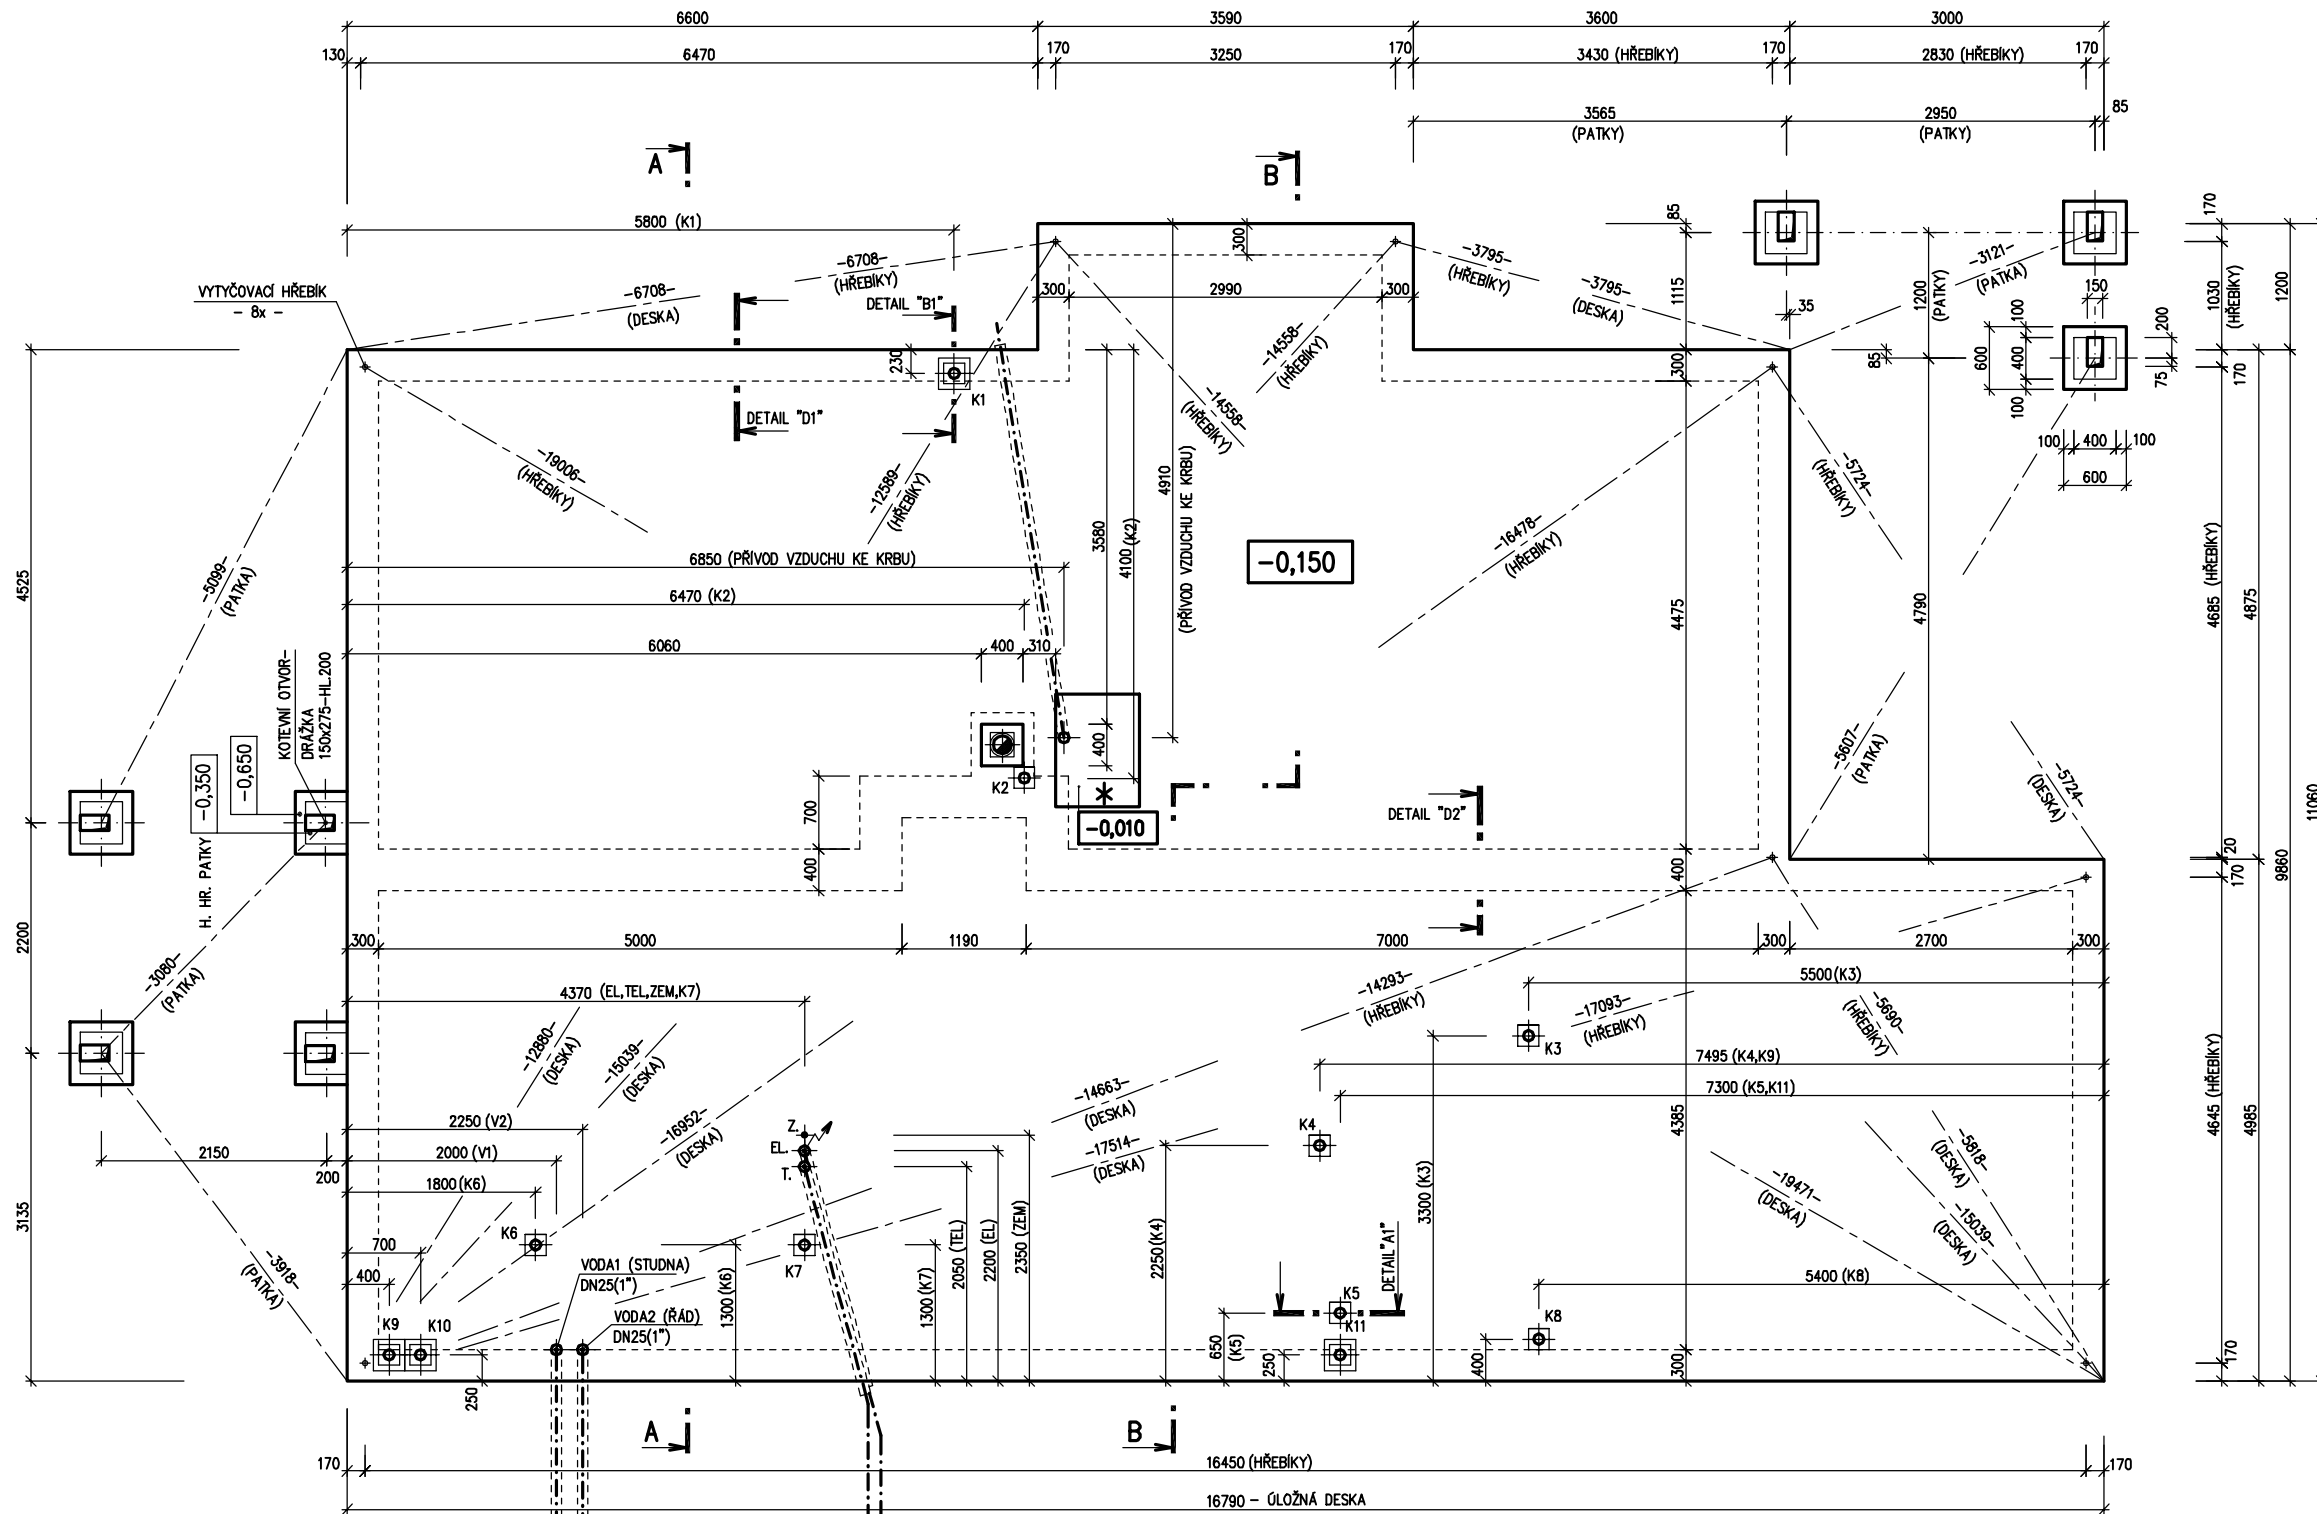 6600
3590
3600
3000
130
6470
170
3250
170
3430 (HŘEBÍKY)
170
2830 (HŘEBÍKY)
170
3565
(PATKY)
2950
(PATKY)
85
A
B
5800 (K1)
-6708-
(HŘEBÍKY)
-6708-
(DESKA)
DETAIL "B1"
VYTYČOVACÍ HŘEBÍK
- 8x -
300
300
2990
300
-3795-
(HŘEBÍKY)
-3795-
(DESKA)
85
1115
300
1200
(PATKY)
-3121-
(PATKA)
35
150
100
600
400
100
200
75
85
170
1030
(HŘEBÍKY)
1200
170
100
400
100
600
230
K1
DETAIL "D1"
-19006-
(HŘEBÍKY)
-12589-
(HŘEBÍKY)
-14558-
(HŘEBÍKY)
-14558-
(HŘEBÍKY)
4910
(PŘÍVOD VZDUCHU KE KRBU)
3580
4100 (K2)
-0,150
-16478-
(HŘEBÍKY)
-5724-
(HŘEBÍKY)
6850 (PŘÍVOD VZDUCHU KE KRBU)
6470 (K2)
6060
400
310
4525
-5099-
(PATKA)
KOTEVNÍ OTVOR-
DRÁŽKA
150x275-HL.200
-0,650
-0,350
H. HR. PATKY
4475
4790
4685 (HŘEBÍKY)
4875
11060
9860
400
K2
-0,010
DETAIL "D2"
-5607-
(PATKA)
-5724-
(DESKA)
700
400
400
20
170
2200
-3080-
(PATKA)
300
5000
1190
7000
300
2700
300
4370 (EL,TEL,ZEM,K7)
-14293-
(HŘEBÍKY)
5500(K3)
-17093-
(HŘEBÍKY)
-5690-
(HŘEBÍKY)
K3
7495 (K4,K9)
7300 (K5,K11)
-12880-
(DESKA)
-15039-
(DESKA)
-16952-
(DESKA)
-14663-
(DESKA)
-17514-
(DESKA)
2250 (V2)
2000 (V1)
1800(K6)
2150
200
Z.
EL.
T.
K4
4385
4645 (HŘEBÍKY)
4985
3135
-3918-
(PATKA)
700
400
K6
K7
K9
K10
VODA1 (STUDNA)
DN25(1")
VODA2 (ŘÁD)
DN25(1")
1300(K6)
1300(K7)
2050 (TEL)
2200 (EL)
2350 (ZEM)
2250(K4)
3300 (K3)
DETAIL"A1"
K5
K11
650
(K5)
250
400
K8
5400 (K8)
-19471-
(DESKA)
-5818-
(DESKA)
-15039-
(DESKA)
300
170
250
A
B
170
16450(HŘEBÍKY)
170
16790 - ÚLOŽNÁ DESKA